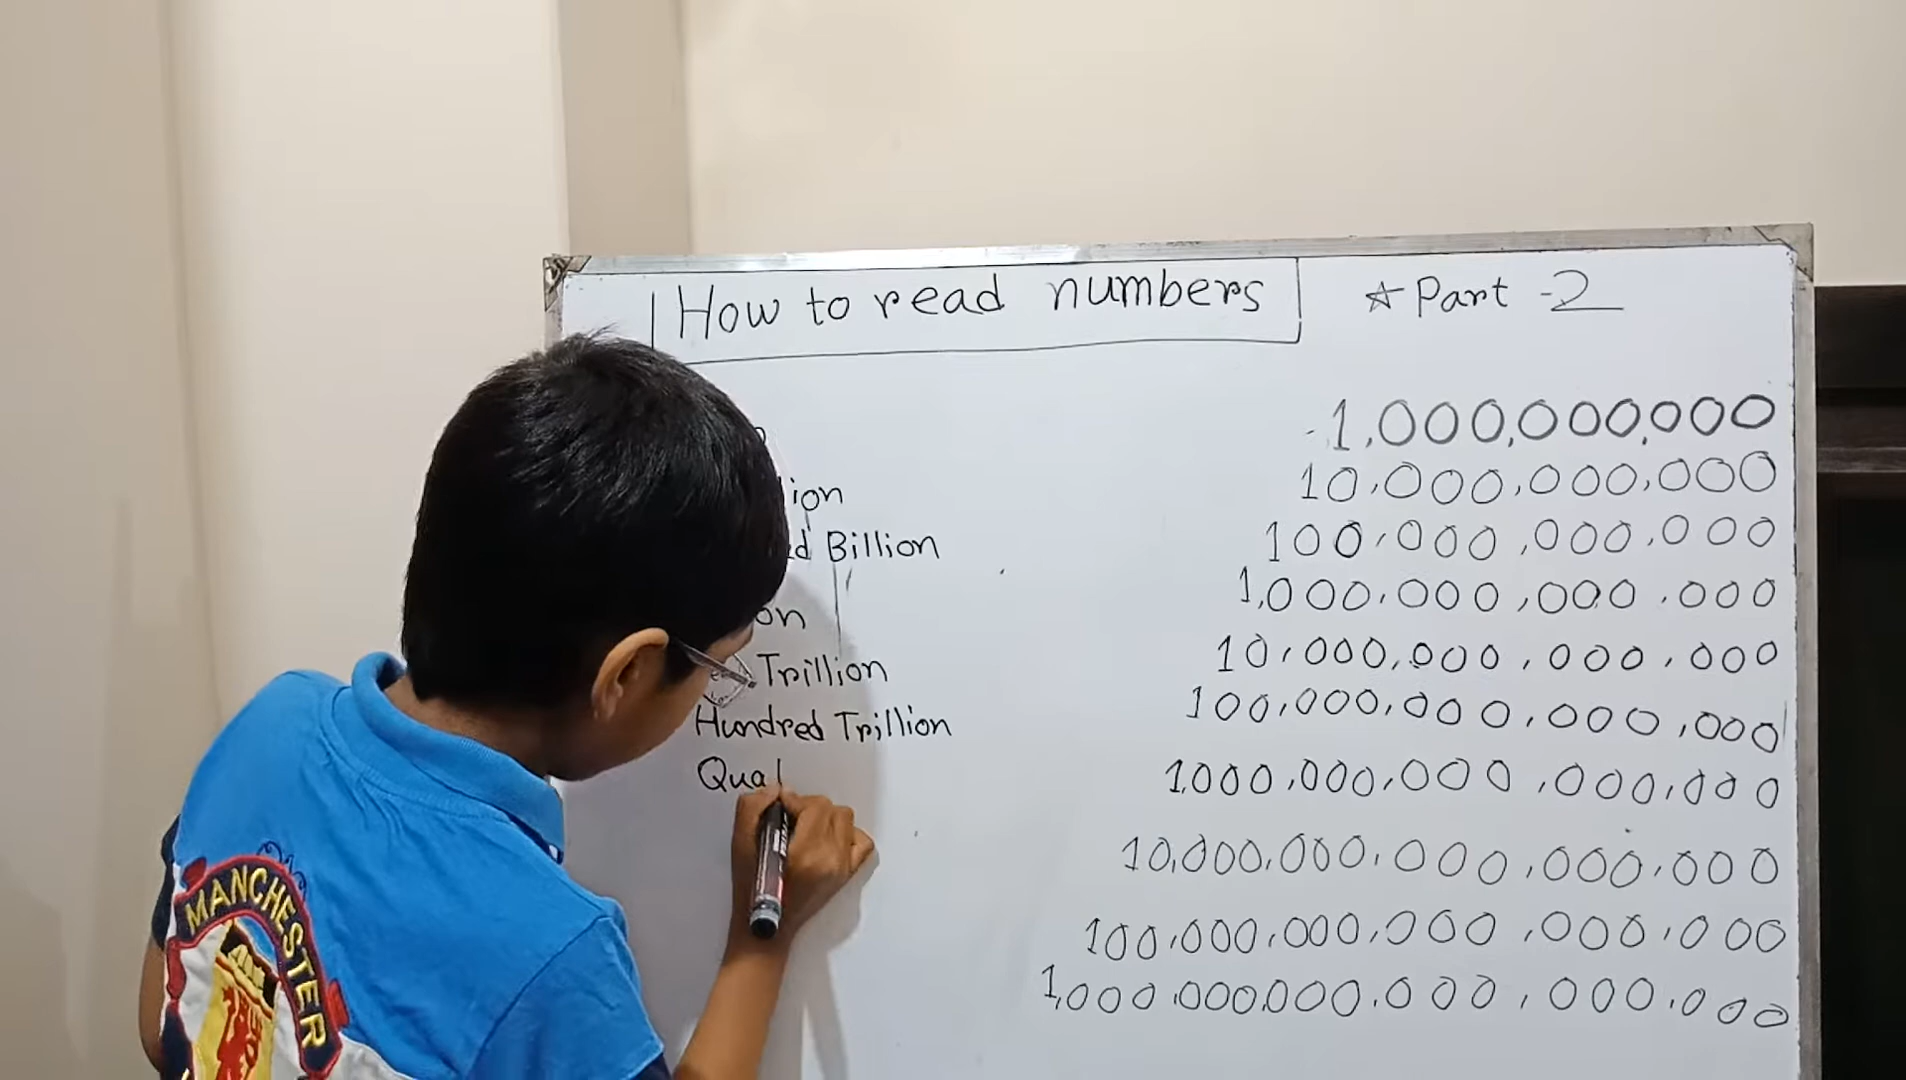 How to read numbers ☆ Part -2
1,000,000,000
ion 10,000,000,000
d Billion 100,000,000,000
on 1,000,000,000,000
Trillion 10,000,000,000,000
Hundred Trillion 100,000,000,000,000
Qua 1,000,000,000,000,000
10,000,000,000,000,000
100,000,000,000,000,000
1,000,000,000,000,000,000
MANCHESTER